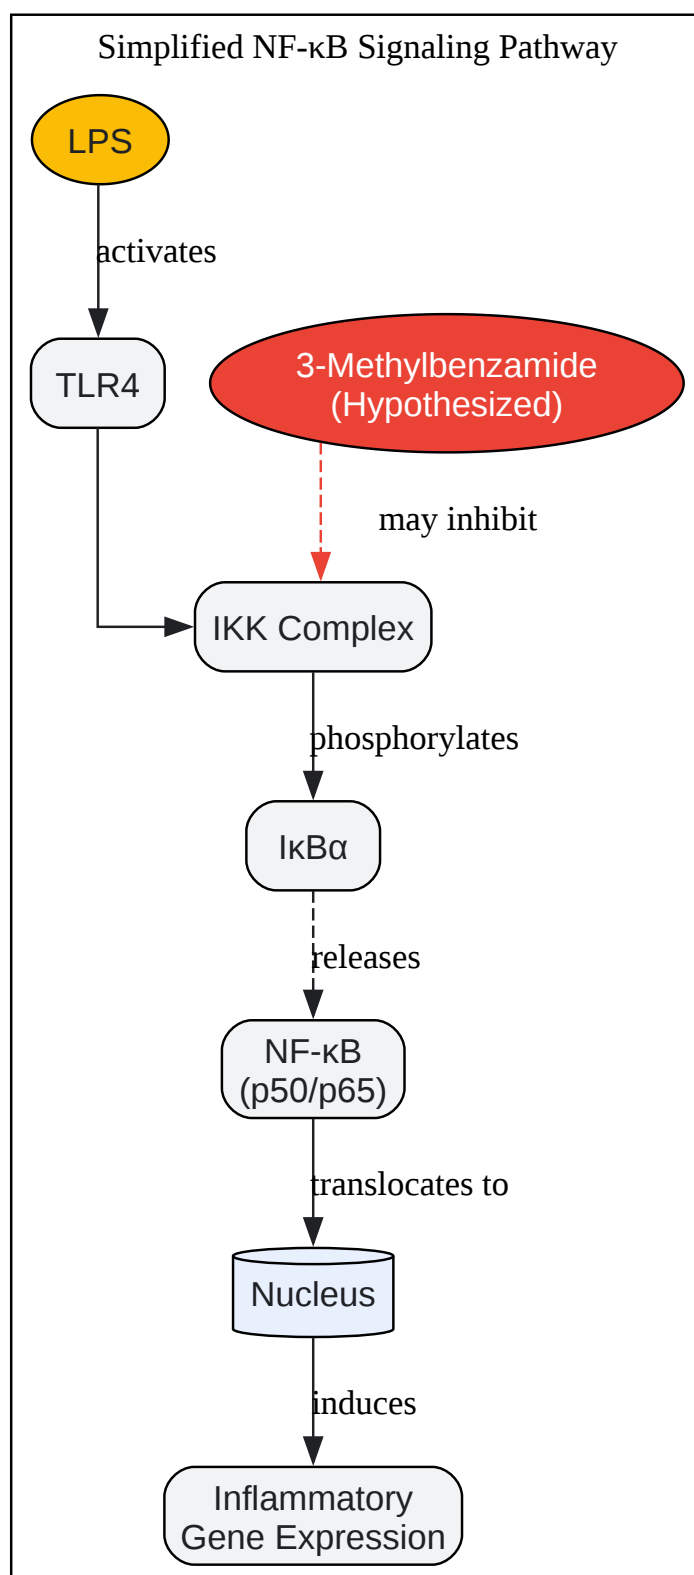 Simplified NF-κB Signaling Pathway
LPS
activates
TLR4
3-Methylbenzamide
(Hypothesized)
may inhibit
IKK Complex
phosphorylates
IκBα
releases
NF-κB
(p50/p65)
translocates to
Nucleus
induces
Inflammatory
Gene Expression